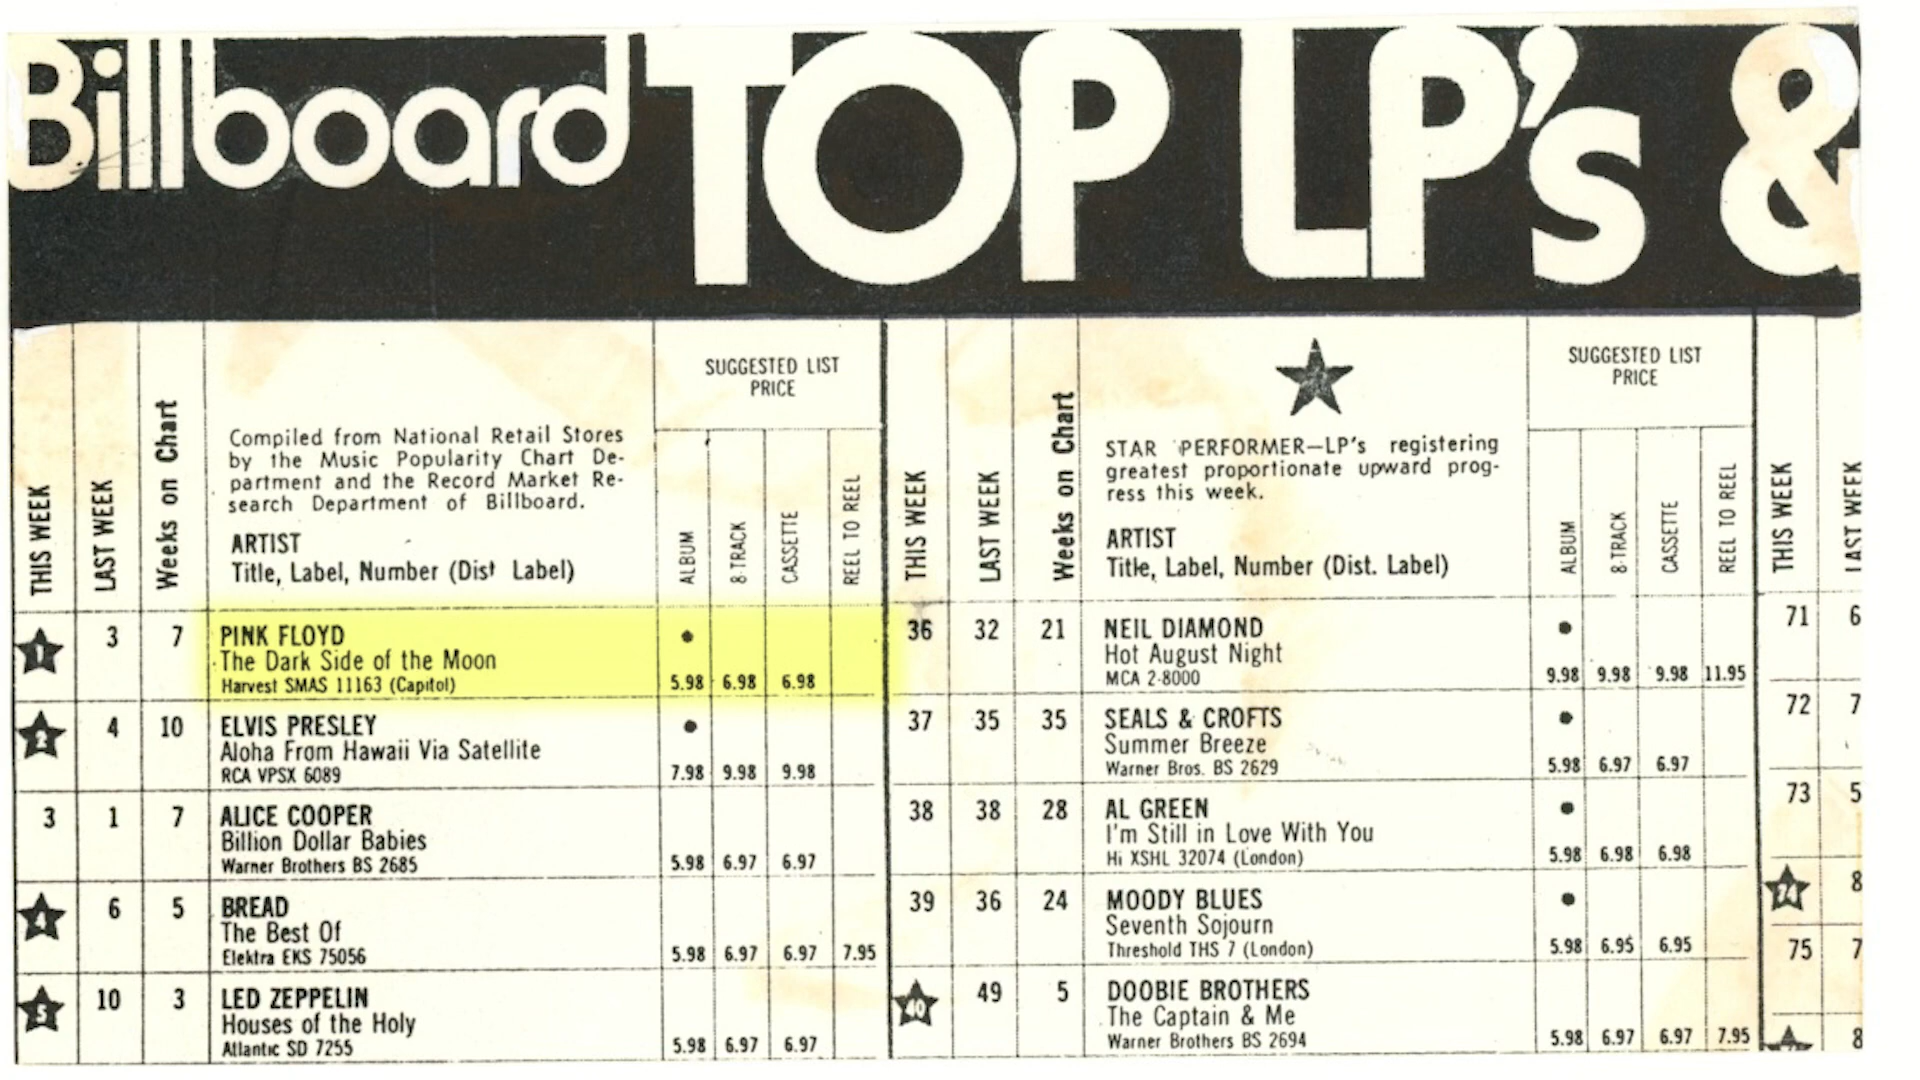 Billboard TOP LP's &
THIS WEEK
LAST WEEK
Weeks on Chart
Compiled from National Retail Stores
by the Music Popularity Chart De-
partment and the Record Market Re-
search Department of Billboard.
ARTIST
Title, Label, Number (Dist Label)
SUGGESTED LIST
PRICE
ALBUM
8-TRACK
CASSETTE
REEL TO REEL
1 3 7 PINK FLOYD •
The Dark Side of the Moon
Harvest SMAS 11163 (Capitol) 5.98 6.98 6.98
2 4 10 ELVIS PRESLEY •
Aloha From Hawaii Via Satellite
RCA VPSX 6089 7.98 9.98 9.98
3 1 7 ALICE COOPER
Billion Dollar Babies
Warner Brothers BS 2685 5.98 6.97 6.97
4 6 5 BREAD
The Best Of
Elektra EKS 75056 5.98 6.97 6.97 7.95
5 10 3 LED ZEPPELIN
Houses of the Holy
Atlantic SD 7255 5.98 6.97 6.97
THIS WEEK
LAST WEEK
Weeks on Chart
STAR PERFORMER—LP's registering
greatest proportionate upward prog-
ress this week.
ARTIST
Title, Label, Number (Dist. Label)
SUGGESTED LIST
PRICE
ALBUM
8-TRACK
CASSETTE
REEL TO REEL
36 32 21 NEIL DIAMOND •
Hot August Night
MCA 2-8000 9.98 9.98 9.98 11.95
37 35 35 SEALS & CROFTS •
Summer Breeze
Warner Bros. BS 2629 5.98 6.97 6.97
38 38 28 AL GREEN •
I'm Still in Love With You
Hi XSHL 32074 (London) 5.98 6.98 6.98
39 36 24 MOODY BLUES •
Seventh Sojourn
Threshold THS 7 (London) 5.98 6.95 6.95
40 49 5 DOOBIE BROTHERS
The Captain & Me
Warner Brothers BS 2694 5.98 6.97 6.97 7.95
THIS WEEK
LAST WEEK
71 6
72 7
73 5
74 8
75 7
8